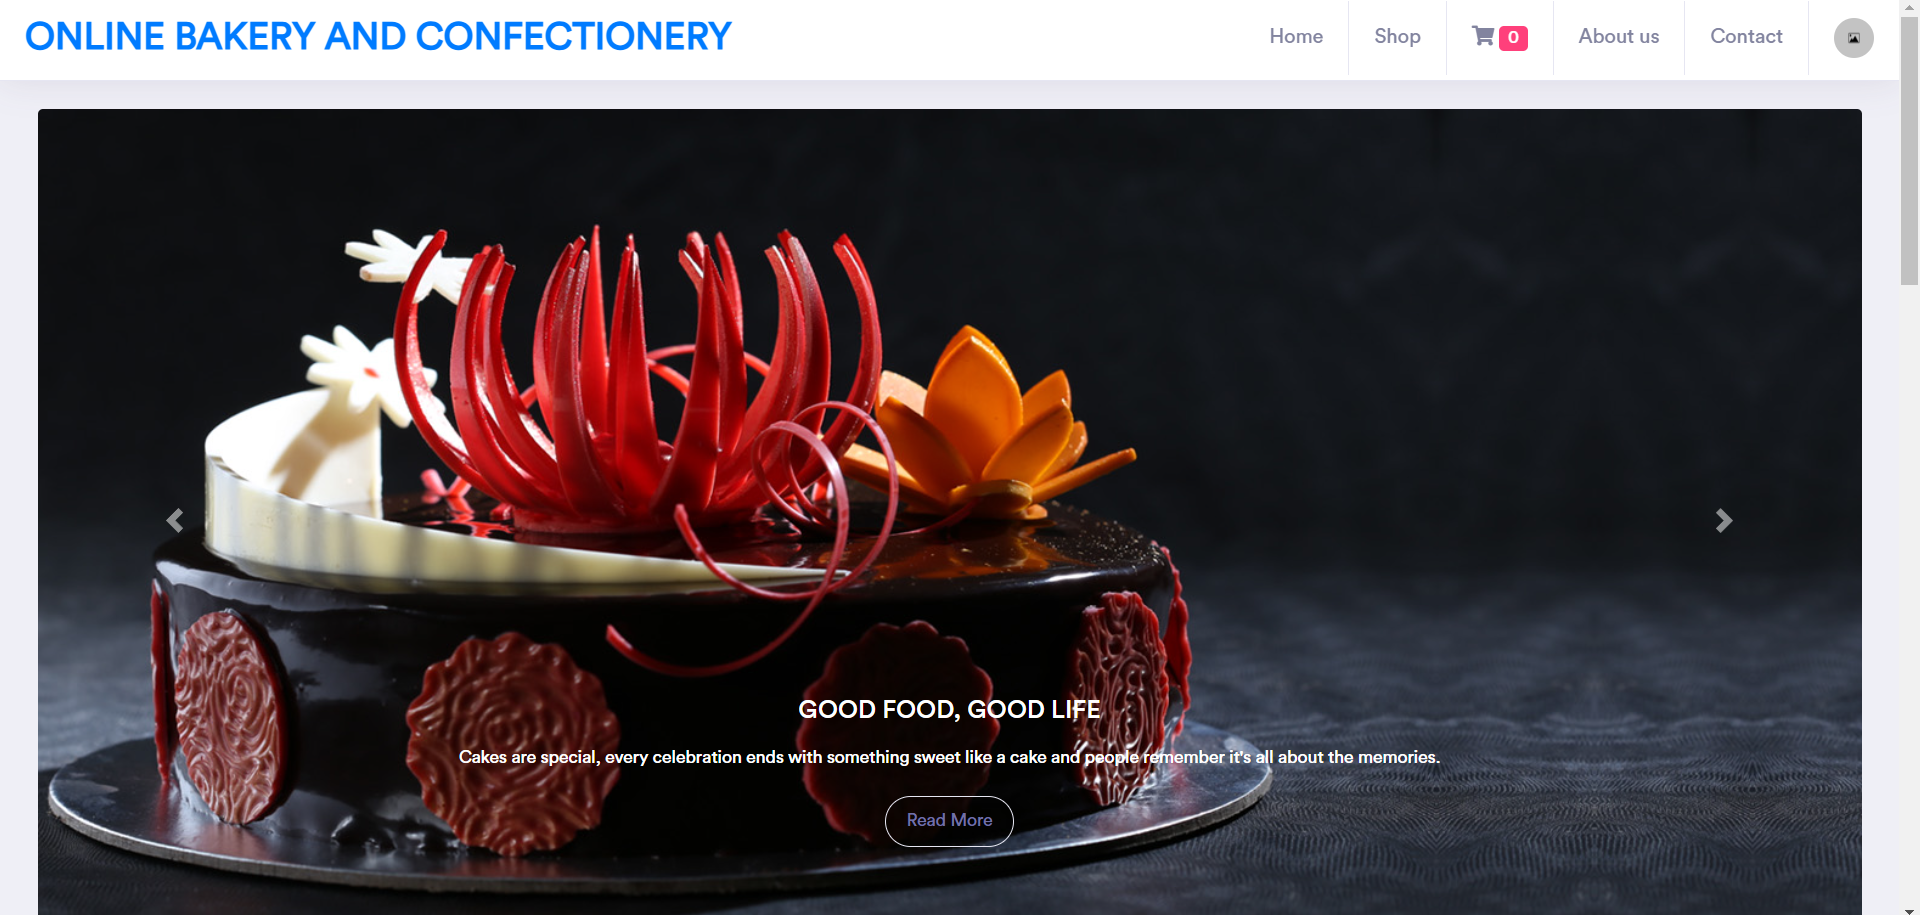 ONLINE BAKERY AND CONFECTIONERY
Home
Shop
0
About us
Contact
GOOD FOOD, GOOD LIFE
Cakes are special, every celebration ends with something sweet like a cake and people remember it's all about the memories.
Read More